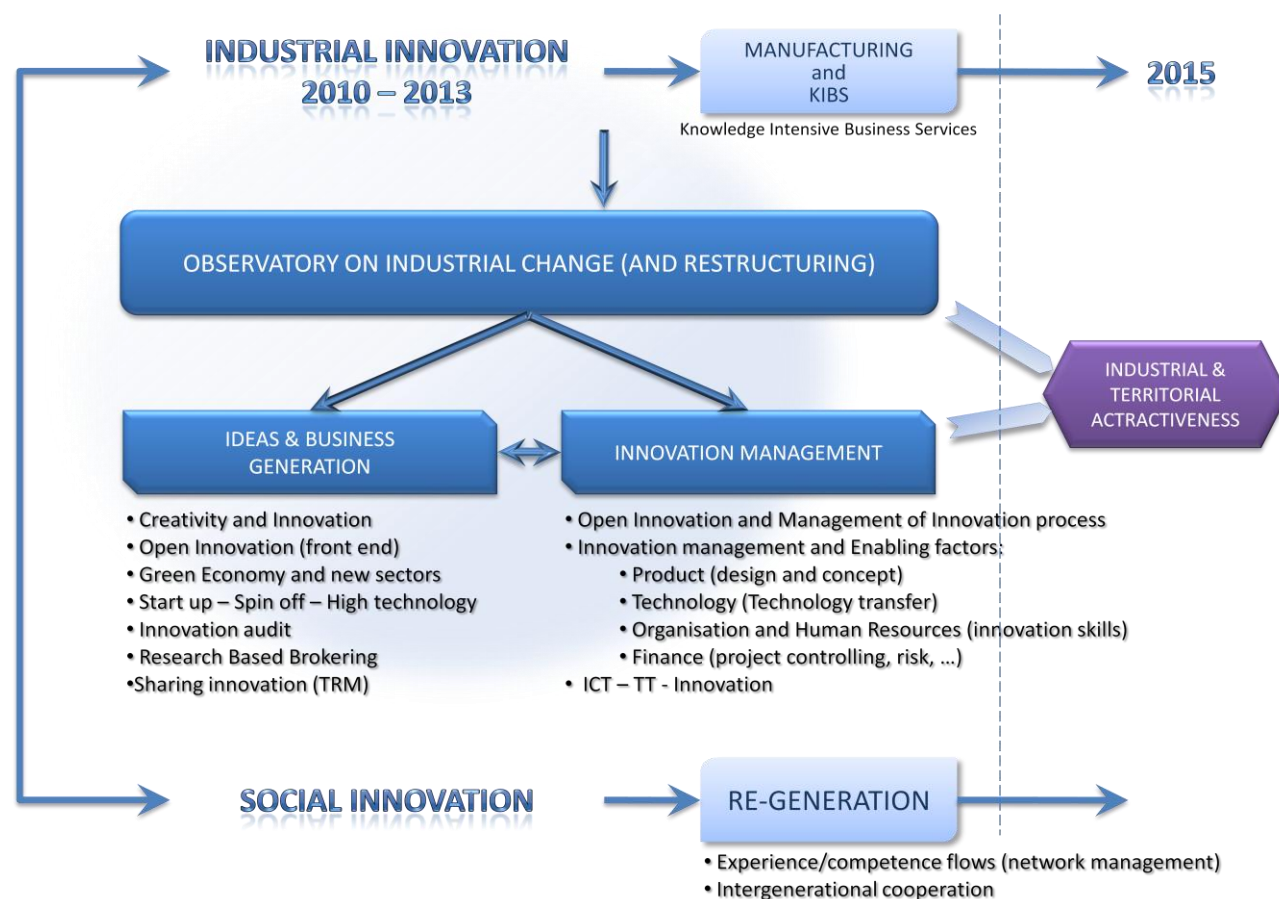 INDUSTRIAL INNOVATION
2010 – 2013
MANUFACTURING
and
KIBS
Knowledge Intensive Business Services
2015
OBSERVATORY ON INDUSTRIAL CHANGE (AND RESTRUCTURING)
INDUSTRIAL &
TERRITORIAL
ACTRACTIVENESS
IDEAS & BUSINESS
GENERATION
• Creativity and Innovation
• Open Innovation (front end)
• Green Economy and new sectors
• Start up – Spin off – High technology
• Innovation audit
• Research Based Brokering
•Sharing innovation (TRM)
INNOVATION MANAGEMENT
• Open Innovation and Management of Innovation process
• Innovation management and Enabling factors:
• Product (design and concept)
• Technology (Technology transfer)
• Organisation and Human Resources (innovation skills)
• Finance (project controlling, risk, …)
• ICT – TT - Innovation
SOCIAL INNOVATION
RE-GENERATION
• Experience/competence flows (network management)
• Intergenerational cooperation